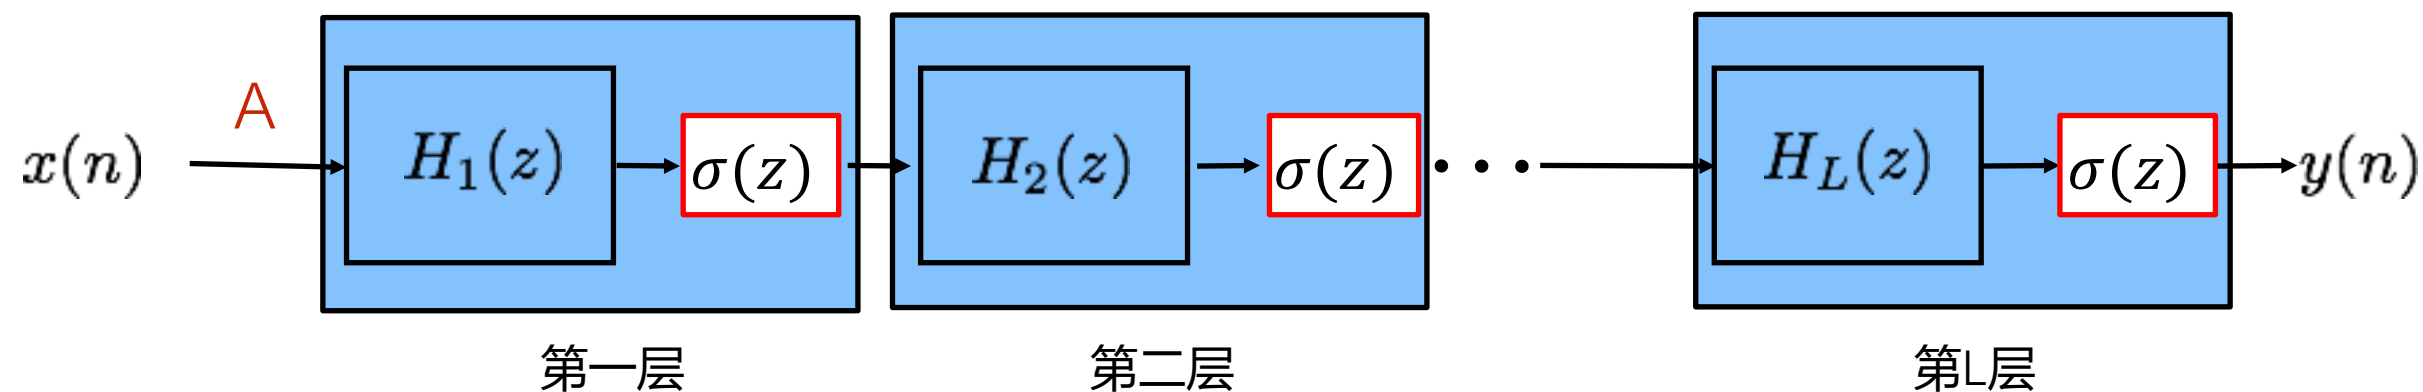 A
x(n) H₁(z) σ(z) H₂(z) σ(z) • • • H_L(z) σ(z) y(n)
第一层 第二层 第L层